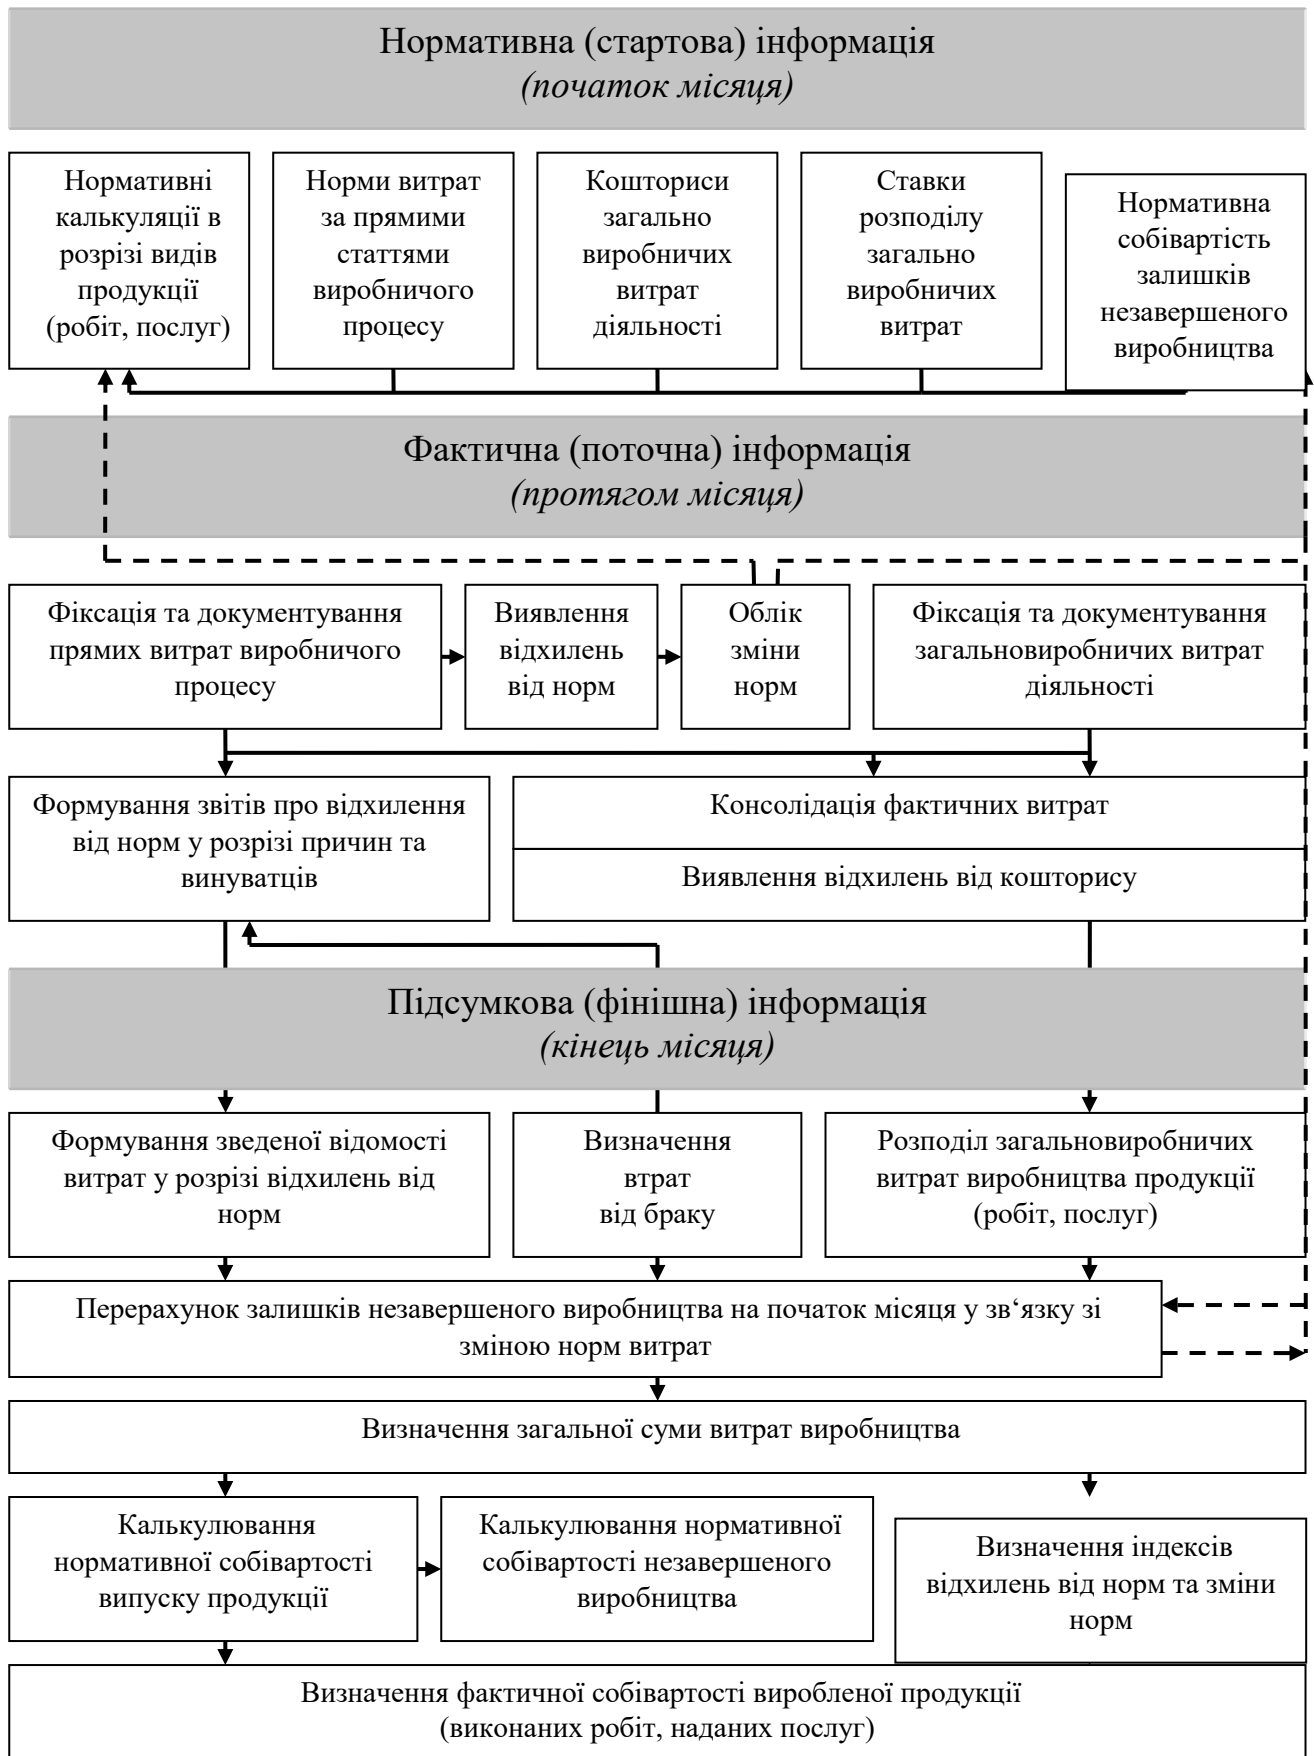 Нормативна (стартова) інформація
(початок місяця)
Нормативні
калькуляції в
розрізі видів
продукції
(робіт, послуг)
Норми витрат
за прямими
статтями
виробничого
процесу
Кошториси
загально
виробничих
витрат
діяльності
Ставки
розподілу
загально
виробничих
витрат
Нормативна
собівартість
залишків
незавершеного
виробництва
Фактична (поточна) інформація
(протягом місяця)
Фіксація та документування
прямих витрат виробничого
процесу
Виявлення
відхилень
від норм
Облік
зміни
норм
Фіксація та документування
загальновиробничих витрат
діяльності
Формування звітів про відхилення
від норм у розрізі причин та
винуватців
Консолідація фактичних витрат
Виявлення відхилень від кошторису
Підсумкова (фінішна) інформація
(кінець місяця)
Формування зведеної відомості
витрат у розрізі відхилень від
норм
Визначення
втрат
від браку
Розподіл загальновиробничих
витрат виробництва продукції
(робіт, послуг)
Перерахунок залишків незавершеного виробництва на початок місяця у зв‘язку зі
зміною норм витрат
Визначення загальної суми витрат виробництва
Калькулювання
нормативної собівартості
випуску продукції
Калькулювання нормативної
собівартості незавершеного
виробництва
Визначення індексів
відхилень від норм та зміни
норм
Визначення фактичної собівартості виробленої продукції
(виконаних робіт, наданих послуг)